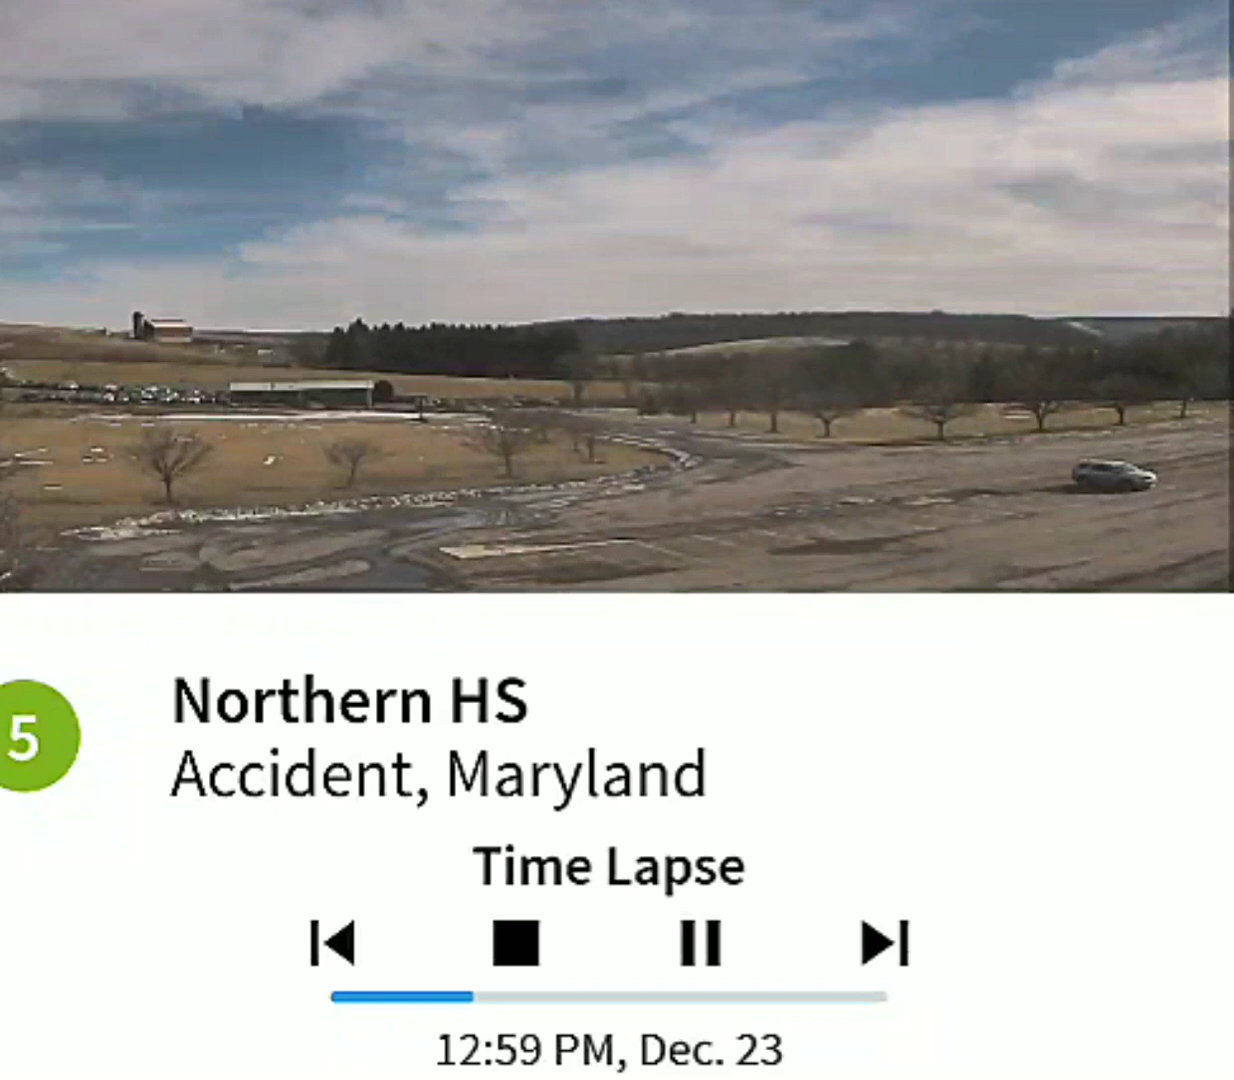 5
Northern HS
Accident, Maryland
Time Lapse
12:59 PM, Dec. 23